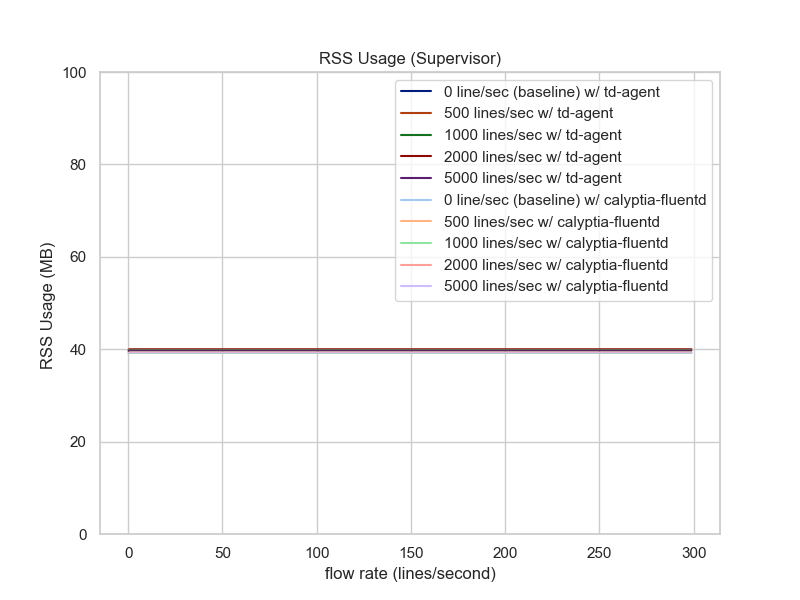 RSS Usage (Supervisor)
100
80
60
40
20
0
RSS Usage (MB)
0 line/sec (baseline) w/ td-agent
500 lines/sec w/ td-agent
1000 lines/sec w/ td-agent
2000 lines/sec w/ td-agent
5000 lines/sec w/ td-agent
0 line/sec (baseline) w/ calyptia-fluentd
500 lines/sec w/ calyptia-fluentd
1000 lines/sec w/ calyptia-fluentd
2000 lines/sec w/ calyptia-fluentd
5000 lines/sec w/ calyptia-fluentd
0 50 100 150 200 250 300
flow rate (lines/second)